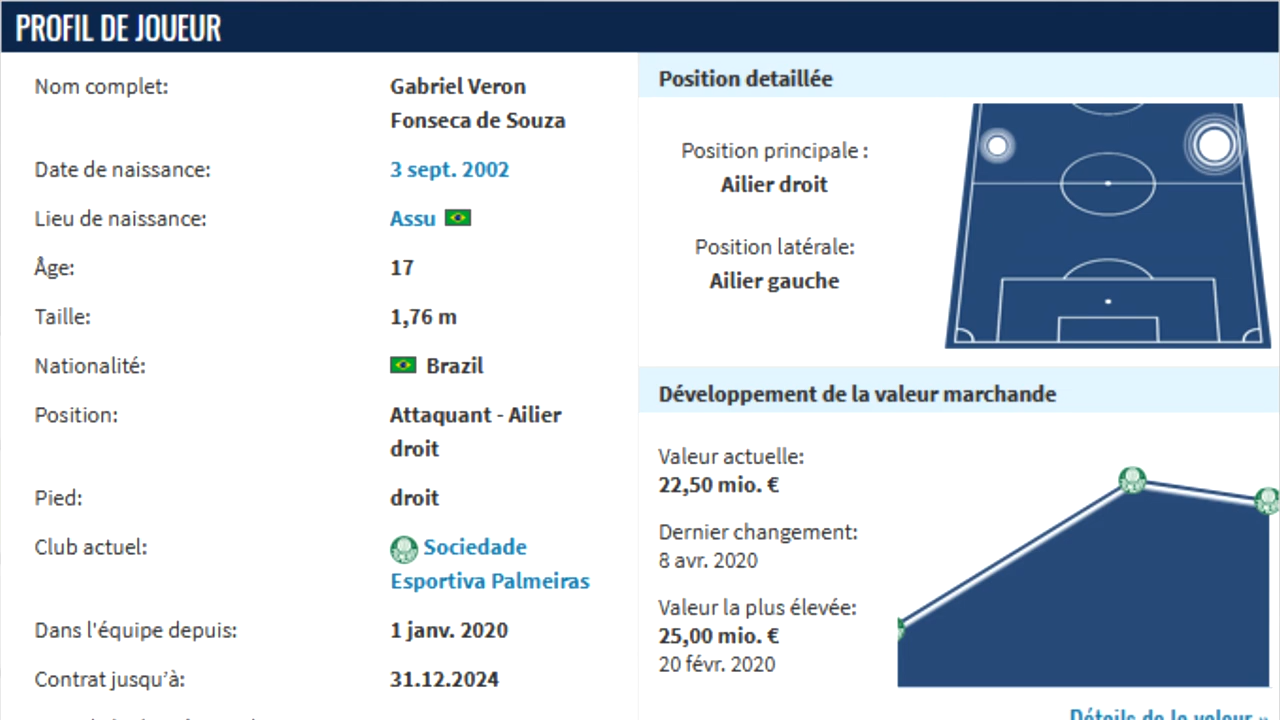 PROFIL DE JOUEUR
Nom complet: Gabriel Veron
Fonseca de Souza
Date de naissance: 3 sept. 2002
Lieu de naissance: Assu
Âge: 17
Taille: 1,76 m
Nationalité: Brazil
Position: Attaquant - Ailier
droit
Pied: droit
Club actuel: Sociedade
Esportiva Palmeiras
Dans l'équipe depuis: 1 janv. 2020
Contrat jusqu'à: 31.12.2024
Position detaillée
Position principale :
Ailier droit
Position latérale:
Ailier gauche
Développement de la valeur marchande
Valeur actuelle:
22,50 mio. €
Dernier changement:
8 avr. 2020
Valeur la plus élevée:
25,00 mio. €
20 févr. 2020
Détails de la valeur »